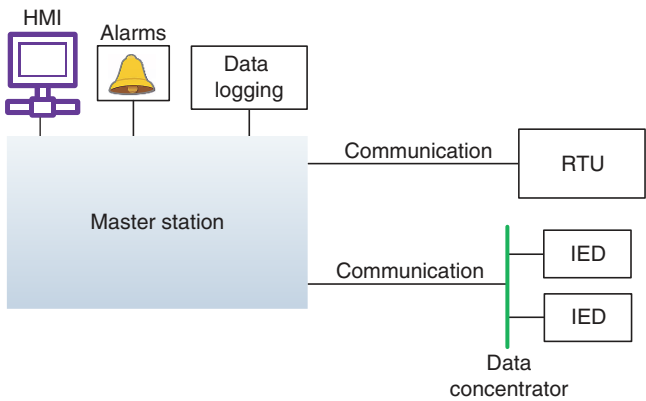 HMI
Alarms
Data
logging
Communication
RTU
Master station
Communication
IED
IED
Data
concentrator